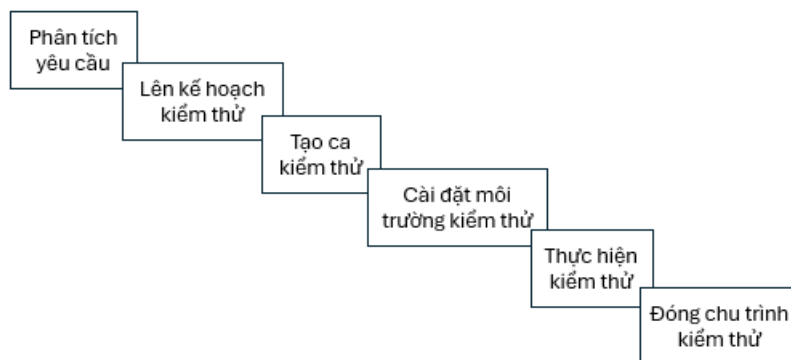 Phân tích
yêu cầu
Lên kế hoạch
kiểm thử
Tạo ca
kiểm thử
Cài đặt môi
trường kiểm thử
Thực hiện
kiểm thử
Đóng chu trình
kiểm thử